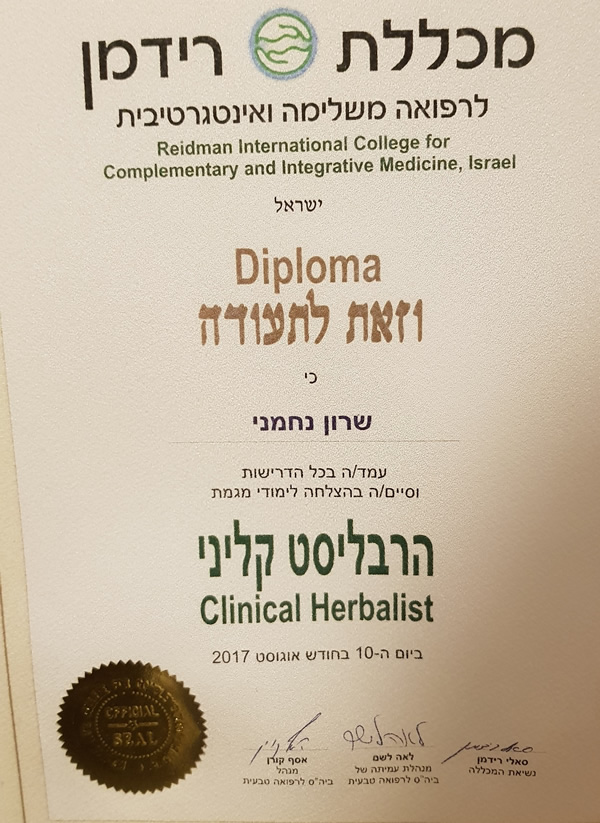 מכללת רידמן
לרפואה משלימה ואינטגרטיבית
Reidman International College for
Complementary and Integrative Medicine, Israel
ישראל
Diploma
וזאת לתעודה
כי
שרון נחמני
עמד/ה בכל הדרישות
וסיים/ה בהצלחה לימודי מגמת
הרבליסט קליני
Clinical Herbalist
ביום ה-10 בחודש אוגוסט 2017
OFFICIAL
SEAL
סאלי רידמן
נשיאת המכללה
לאה לשם
מנהלת עמיתה של
ביה"ס לרפואה טבעית
אסף קורן
מנהל
ביה"ס לרפואה טבעית